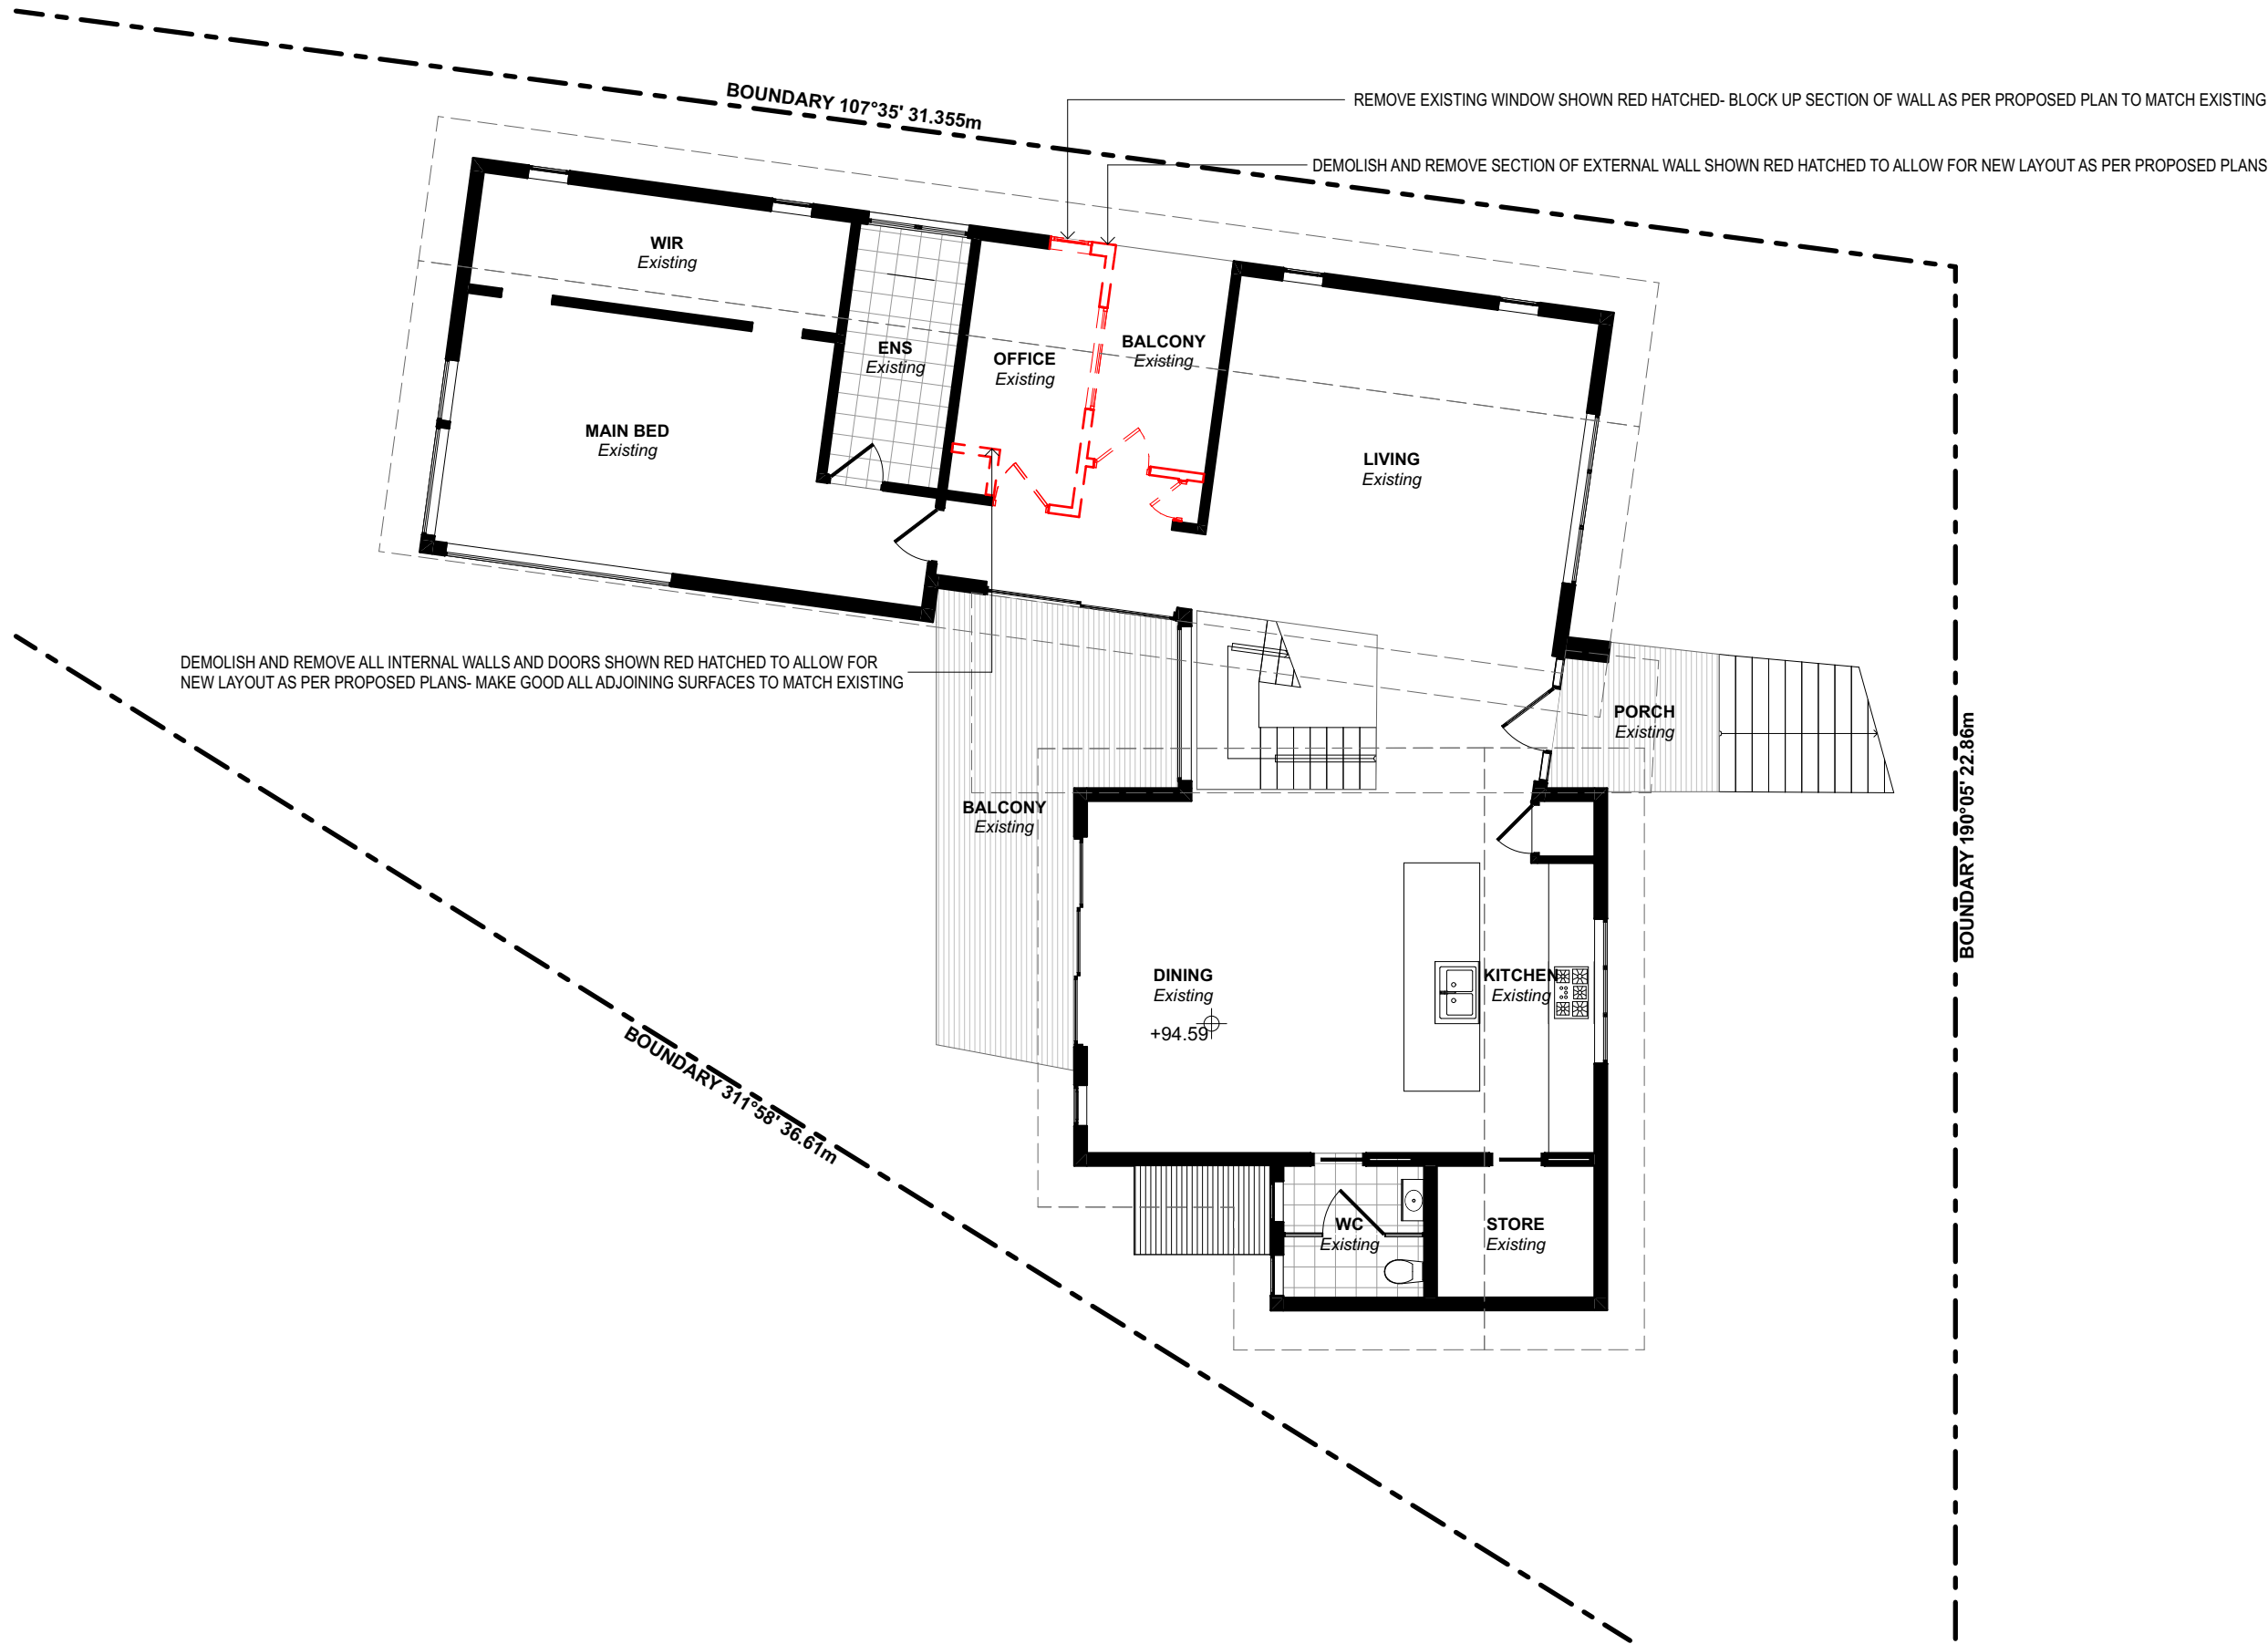 BOUNDARY 107°35' 31.355m
REMOVE EXISTING WINDOW SHOWN RED HATCHED- BLOCK UP SECTION OF WALL AS PER PROPOSED PLAN TO MATCH EXISTING
DEMOLISH AND REMOVE SECTION OF EXTERNAL WALL SHOWN RED HATCHED TO ALLOW FOR NEW LAYOUT AS PER PROPOSED PLANS
WIR
Existing
ENS
Existing
OFFICE
Existing
BALCONY
Existing
MAIN BED
Existing
LIVING
Existing
DEMOLISH AND REMOVE ALL INTERNAL WALLS AND DOORS SHOWN RED HATCHED TO ALLOW FOR
NEW LAYOUT AS PER PROPOSED PLANS- MAKE GOOD ALL ADJOINING SURFACES TO MATCH EXISTING
PORCH
Existing
BOUNDARY 190°05' 22.86m
BALCONY
Existing
DINING
Existing
+94.59
KITCHEN
Existing
BOUNDARY 311°58' 36.61m
WC
Existing
STORE
Existing